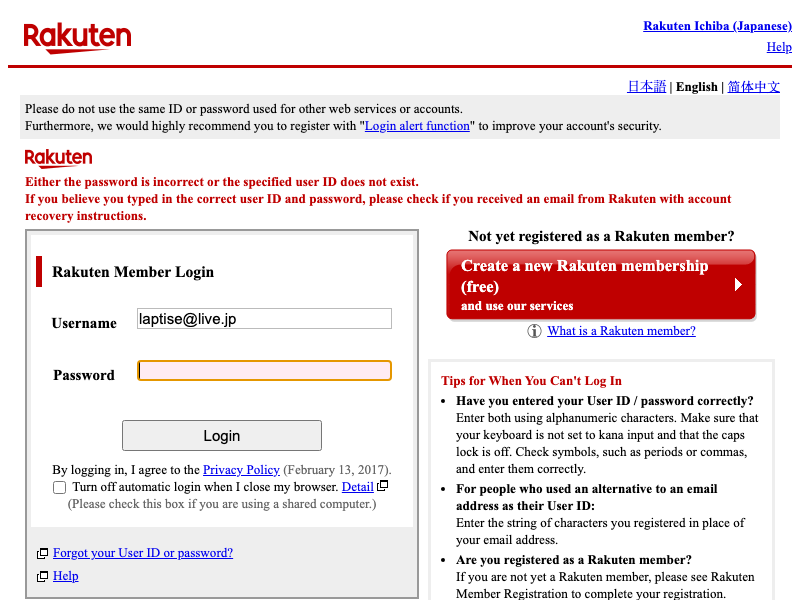 Rakuten
Rakuten Ichiba (Japanese)
Help
日本語 | English | 简体中文
Please do not use the same ID or password used for other web services or accounts.
Furthermore, we would highly recommend you to register with "Login alert function" to improve your account's security.
Rakuten
Either the password is incorrect or the specified user ID does not exist.
If you believe you typed in the correct user ID and password, please check if you received an email from Rakuten with account
recovery instructions.
Rakuten Member Login
Username
laptise@live.jp
Password
Login
By logging in, I agree to the Privacy Policy (February 13, 2017).
Turn off automatic login when I close my browser. Detail
(Please check this box if you are using a shared computer.)
Forgot your User ID or password?
Help
Not yet registered as a Rakuten member?
Create a new Rakuten membership
(free)
and use our services
What is a Rakuten member?
Tips for When You Can't Log In
• Have you entered your User ID / password correctly?
Enter both using alphanumeric characters. Make sure that
your keyboard is not set to kana input and that the caps
lock is off. Check symbols, such as periods or commas,
and enter them correctly.
• For people who used an alternative to an email
address as their User ID:
Enter the string of characters you registered in place of
your email address.
• Are you registered as a Rakuten member?
If you are not yet a Rakuten member, please see Rakuten
Member Registration to complete your registration.